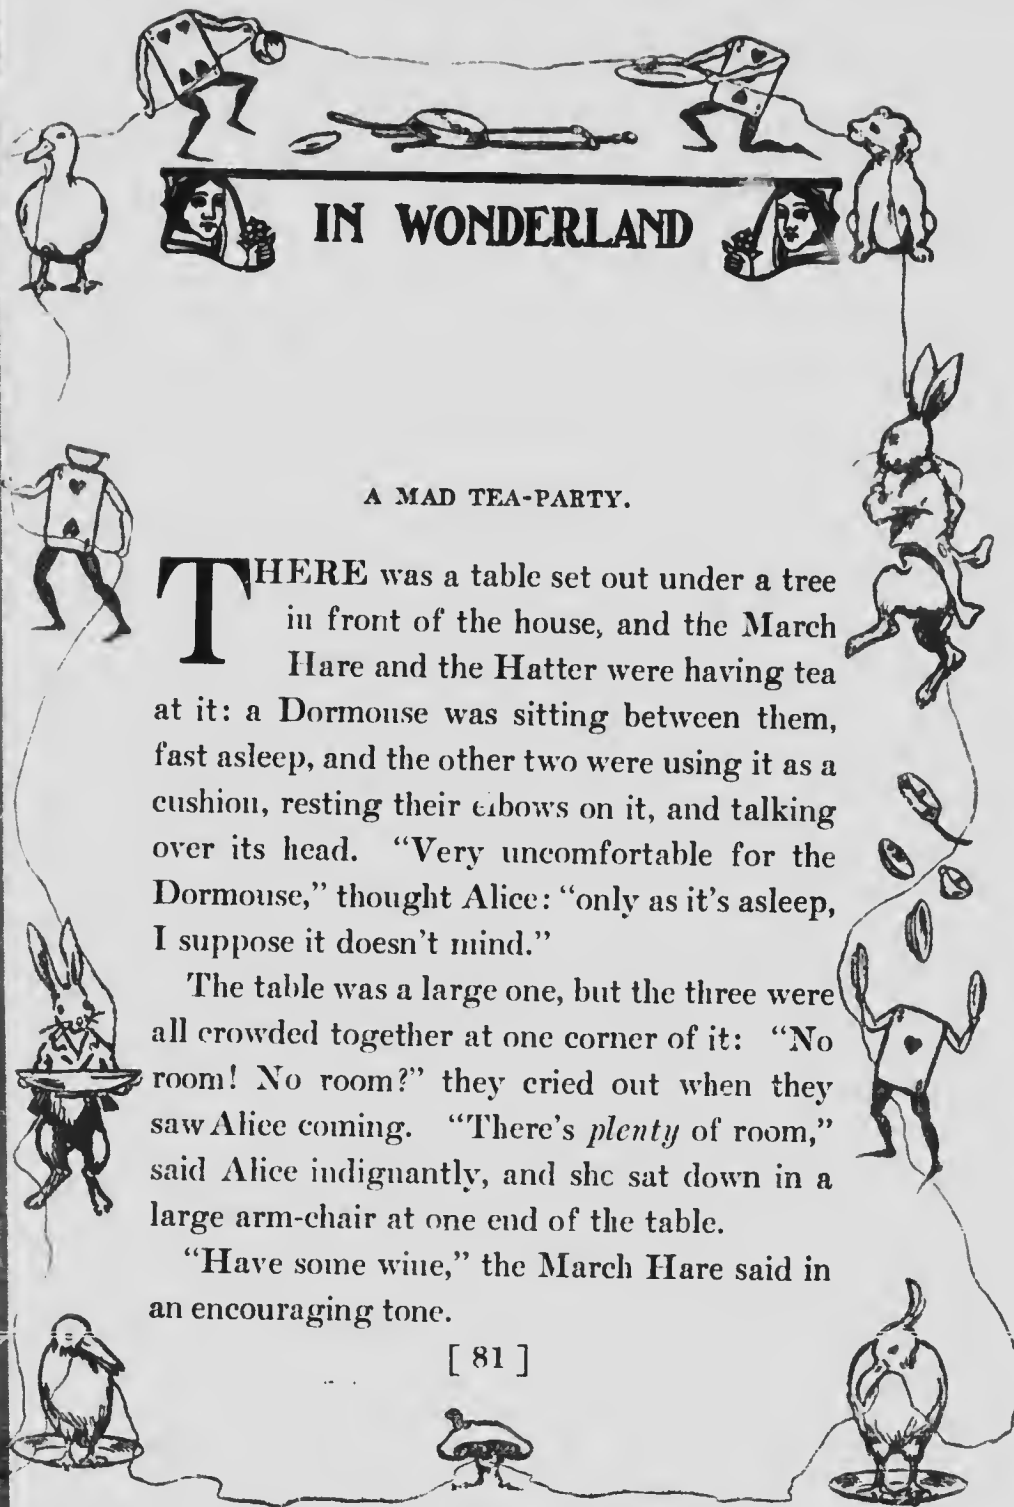 IN WONDERLAND
A MAD TEA-PARTY.
THERE was a table set out under a tree
in front of the house, and the March
Hare and the Hatter were having tea
at it: a Dormouse was sitting between them,
fast asleep, and the other two were using it as a
cushion, resting their elbows on it, and talking
over its head. “Very uncomfortable for the
Dormouse,” thought Alice: “only as it's asleep,
I suppose it doesn't mind.”
The table was a large one, but the three were
all crowded together at one corner of it: “No
room! No room?” they cried out when they
saw Alice coming. “There's plenty of room,”
said Alice indignantly, and she sat down in a
large arm-chair at one end of the table.
“Have some wine,” the March Hare said in
an encouraging tone.
[ 81 ]